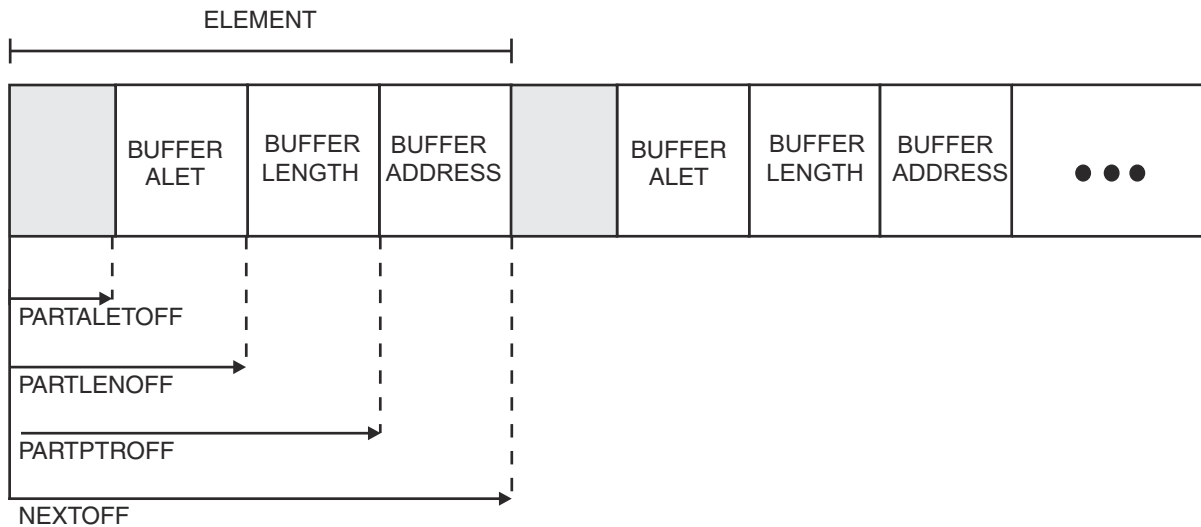 ELEMENT
BUFFER
ALET
BUFFER
LENGTH
BUFFER
ADDRESS
BUFFER
ALET
BUFFER
LENGTH
BUFFER
ADDRESS
PARTALETOFF
PARTLENOFF
PARTPTROFF
NEXTOFF